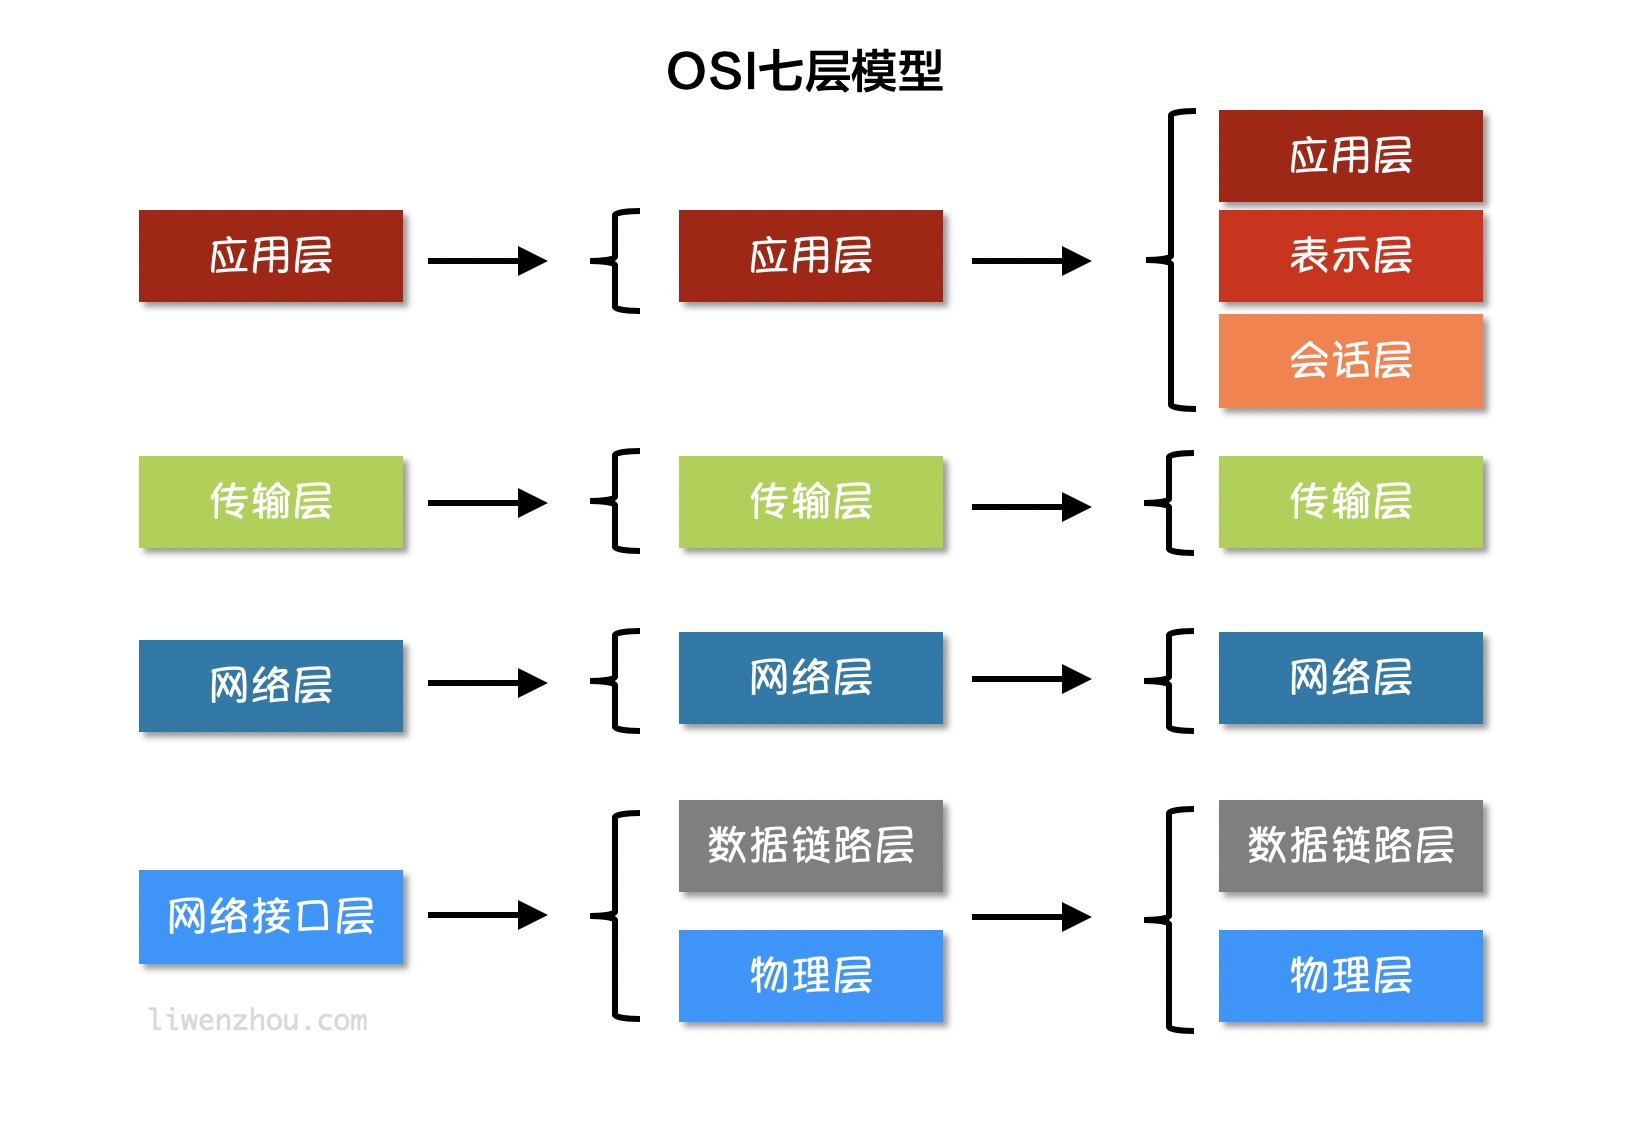 OSI七层模型
应用层
应用层
应用层
表示层
会话层
传输层
传输层
传输层
网络层
网络层
网络层
网络接口层
数据链路层
物理层
数据链路层
物理层
liwenzhou.com